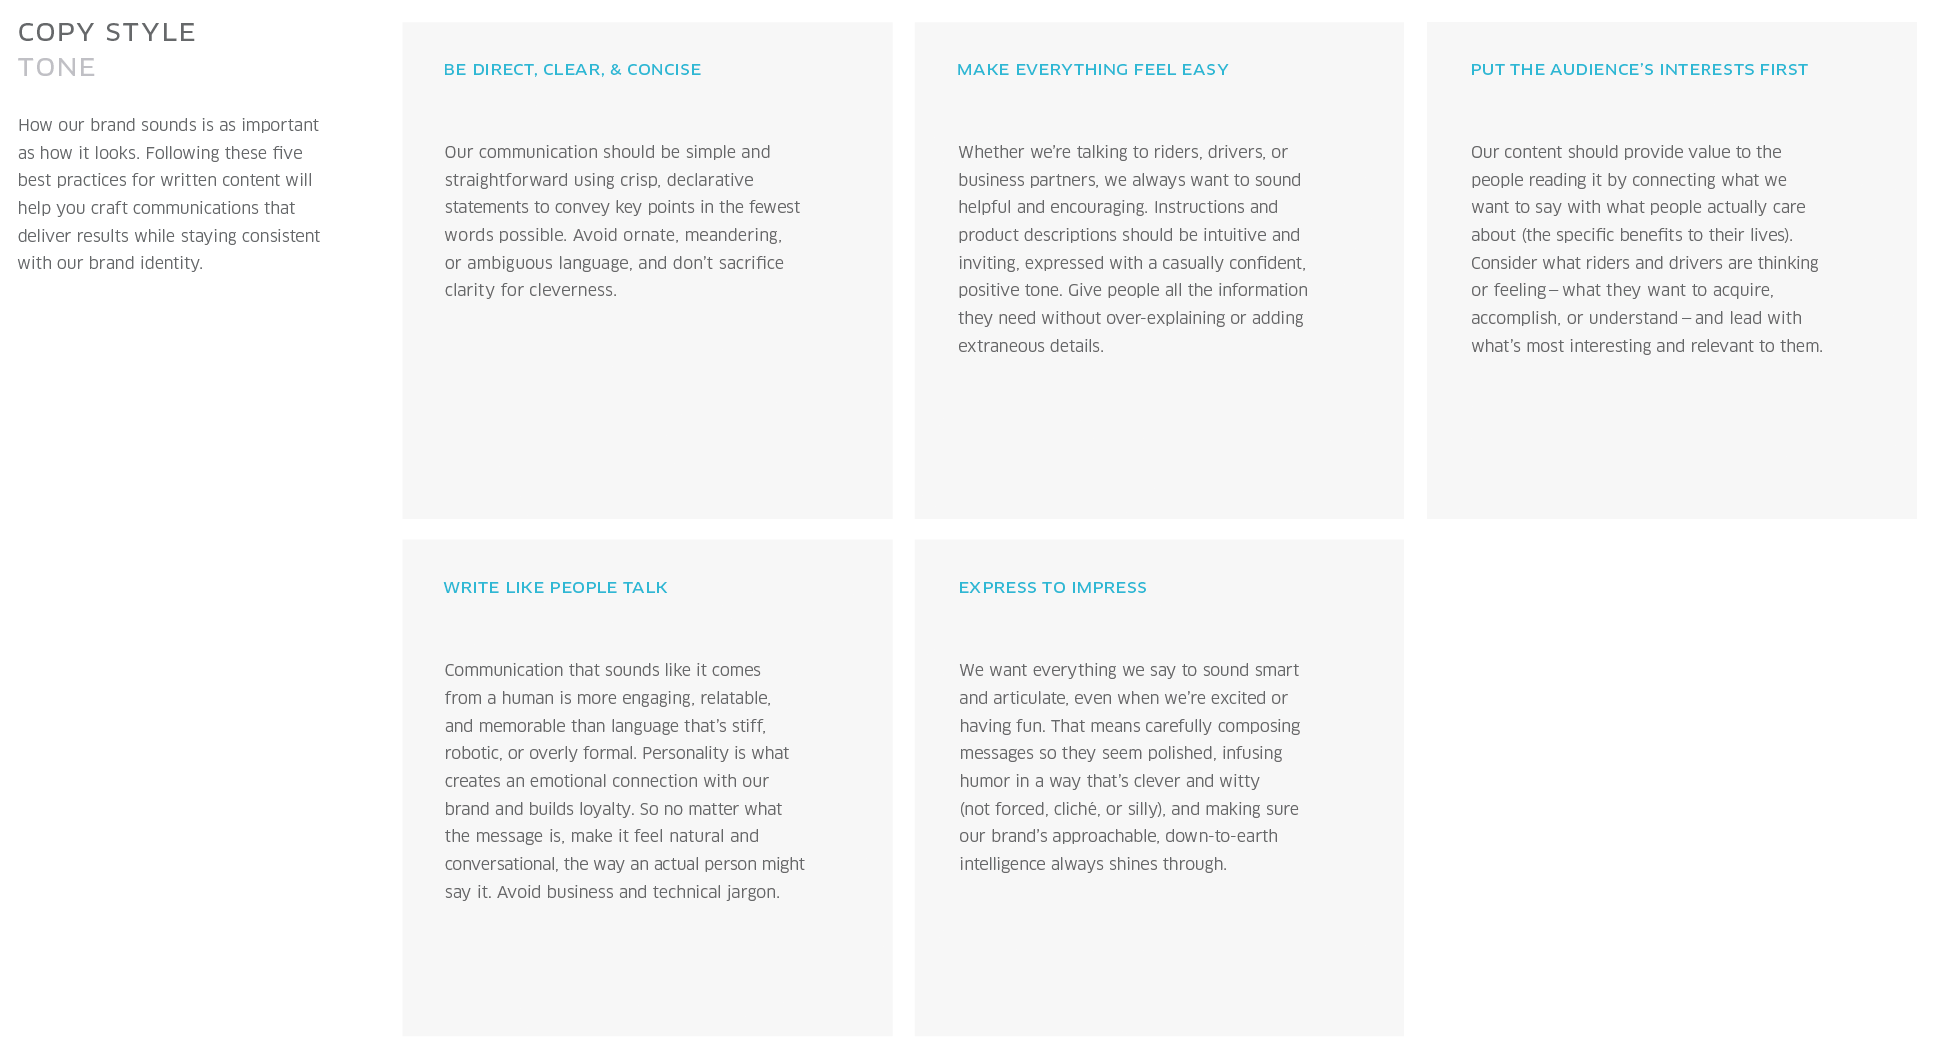 COPY STYLE
TONE
How our brand sounds is as important
as how it looks. Following these five
best practices for written content will
help you craft communications that
deliver results while staying consistent
with our brand identity.
BE DIRECT, CLEAR, & CONCISE
Our communication should be simple and
straightforward using crisp, declarative
statements to convey key points in the fewest
words possible. Avoid ornate, meandering,
or ambiguous language, and don’t sacrifice
clarity for cleverness.
MAKE EVERYTHING FEEL EASY
Whether we’re talking to riders, drivers, or
business partners, we always want to sound
helpful and encouraging. Instructions and
product descriptions should be intuitive and
inviting, expressed with a casually confident,
positive tone. Give people all the information
they need without over-explaining or adding
extraneous details.
PUT THE AUDIENCE’S INTERESTS FIRST
Our content should provide value to the
people reading it by connecting what we
want to say with what people actually care
about (the specific benefits to their lives).
Consider what riders and drivers are thinking
or feeling — what they want to acquire,
accomplish, or understand — and lead with
what’s most interesting and relevant to them.
WRITE LIKE PEOPLE TALK
Communication that sounds like it comes
from a human is more engaging, relatable,
and memorable than language that’s stiff,
robotic, or overly formal. Personality is what
creates an emotional connection with our
brand and builds loyalty. So no matter what
the message is, make it feel natural and
conversational, the way an actual person might
say it. Avoid business and technical jargon.
EXPRESS TO IMPRESS
We want everything we say to sound smart
and articulate, even when we’re excited or
having fun. That means carefully composing
messages so they seem polished, infusing
humor in a way that’s clever and witty
(not forced, cliché, or silly), and making sure
our brand’s approachable, down-to-earth
intelligence always shines through.